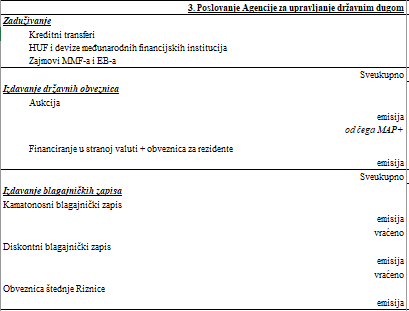 3. Poslovanje Agencije za upravljanje državnim dugom
Zaduživanje
Kreditni transferi
HUF i devize međunarodnih financijskih institucija
Zajmovi MMF-a i EB-a
Sveukupno
Izdavanje državnih obveznica
Aukcija
emisija
od čega MAP+
Financiranje u stranoj valuti + obveznica za rezidente
emisija
Sveukupno
Izdavanje blagajničkih zapisa
Kamatonosni blagajnički zapis
emisija
vraćeno
Diskontni blagajnički zapis
emisija
vraćeno
Obveznica štednje Riznice
emisija